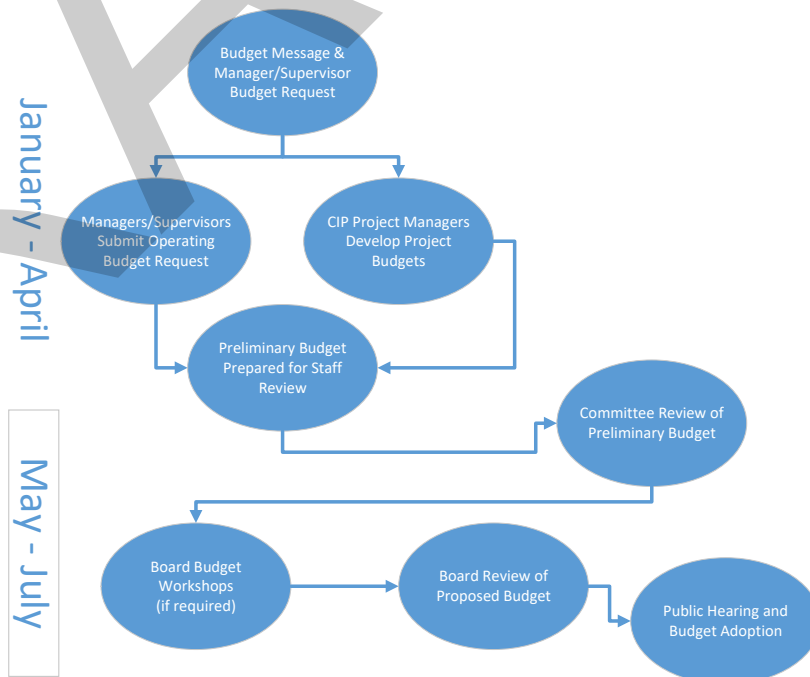 Budget Message &
Manager/Supervisor
Budget Request
January - April
Managers/Supervisors
Submit Operating
Budget Request
CIP Project Managers
Develop Project
Budgets
Preliminary Budget
Prepared for Staff
Review
Committee Review of
Preliminary Budget
May - July
Board Budget
Workshops
(if required)
Board Review of
Proposed Budget
Public Hearing and
Budget Adoption